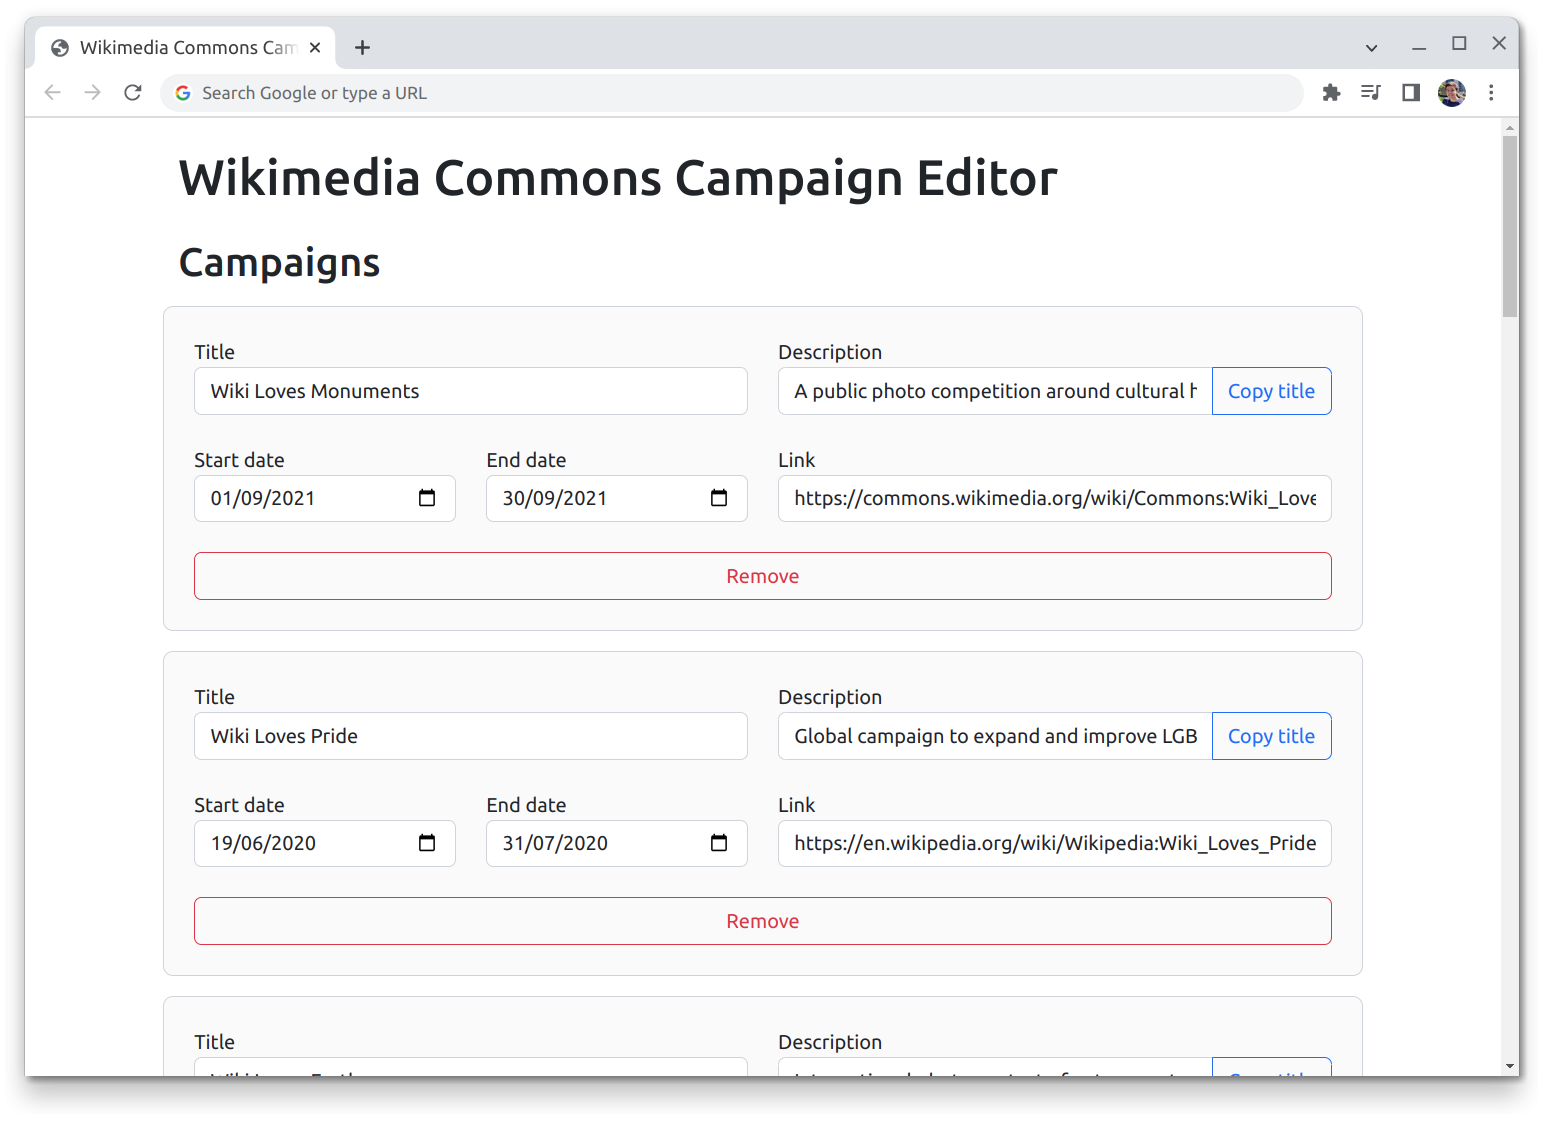 Wikimedia Commons Cam
Search Google or type a URL
Wikimedia Commons Campaign Editor
Campaigns
Title Description
Wiki Loves Monuments A public photo competition around cultural h Copy title
Start date End date Link
01/09/2021 30/09/2021 https://commons.wikimedia.org/wiki/Commons:Wiki_Love
Remove
Title Description
Wiki Loves Pride Global campaign to expand and improve LGB Copy title
Start date End date Link
19/06/2020 31/07/2020 https://en.wikipedia.org/wiki/Wikipedia:Wiki_Loves_Pride
Remove
Title Description